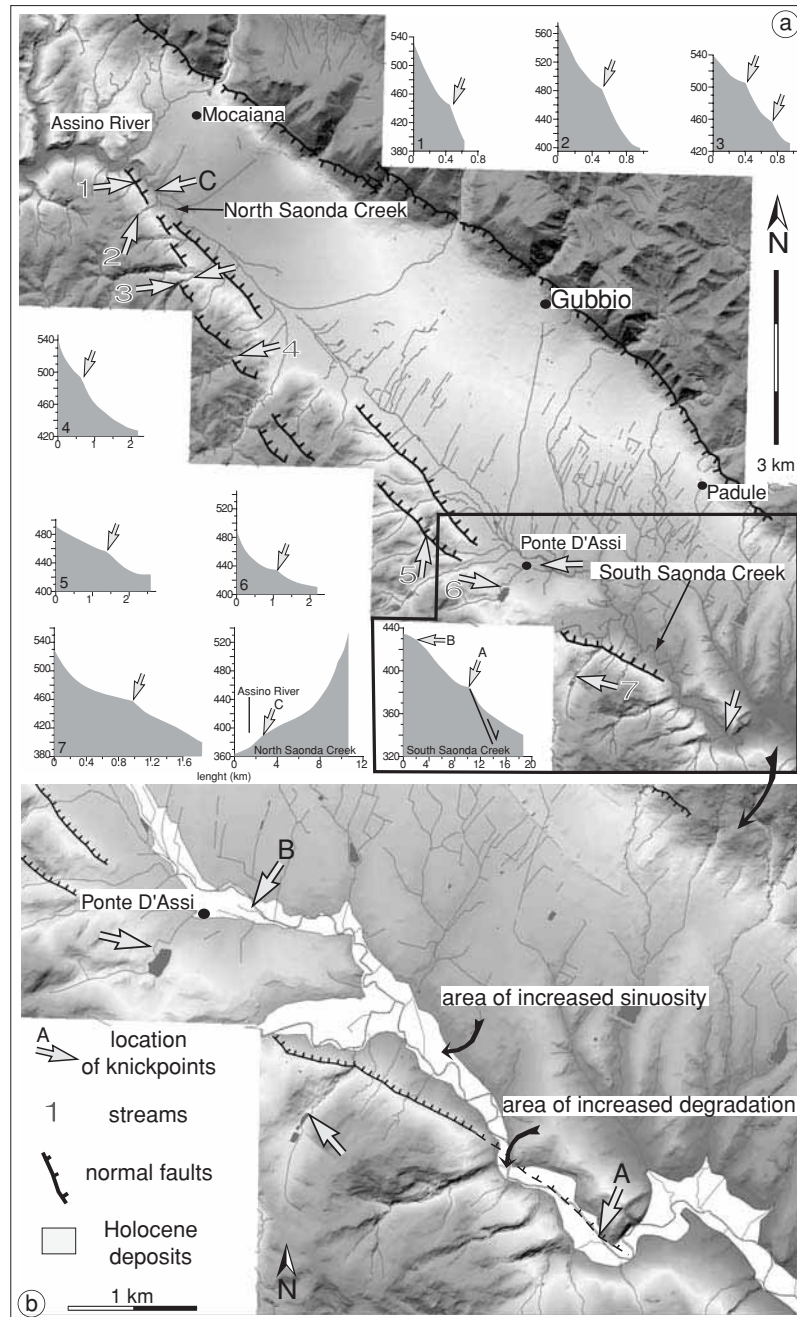 a
540
500
460
420
380
0
0.4
0.8
1
560
520
480
440
400
0
0.4
0.8
2
540
500
460
420
0
0.4
0.8
3
Mocaiana
Assino River
1
C
North Saonda Creek
2
N
3
Gubbio
4
540
500
460
420
0
1
2
4
3 km
Padule
480
440
400
0
1
2
5
520
480
440
400
0
1
2
6
Ponte D'Assi
5
6
South Saonda Creek
7
540
500
460
420
380
0
0.4
0.8
1.2
1.6
7
lenght (km)
560
520
480
440
400
360
Assino River
C
North Saonda Creek
0
4
8
12
440
400
360
320
B
A
South Saonda Creek
0
4
8
12
16
20
B
Ponte D'Assi
area of increased sinuosity
A
location
of knickpoints
1
streams
area of increased degradation
A
normal faults
Holocene
deposits
N
b
1 km